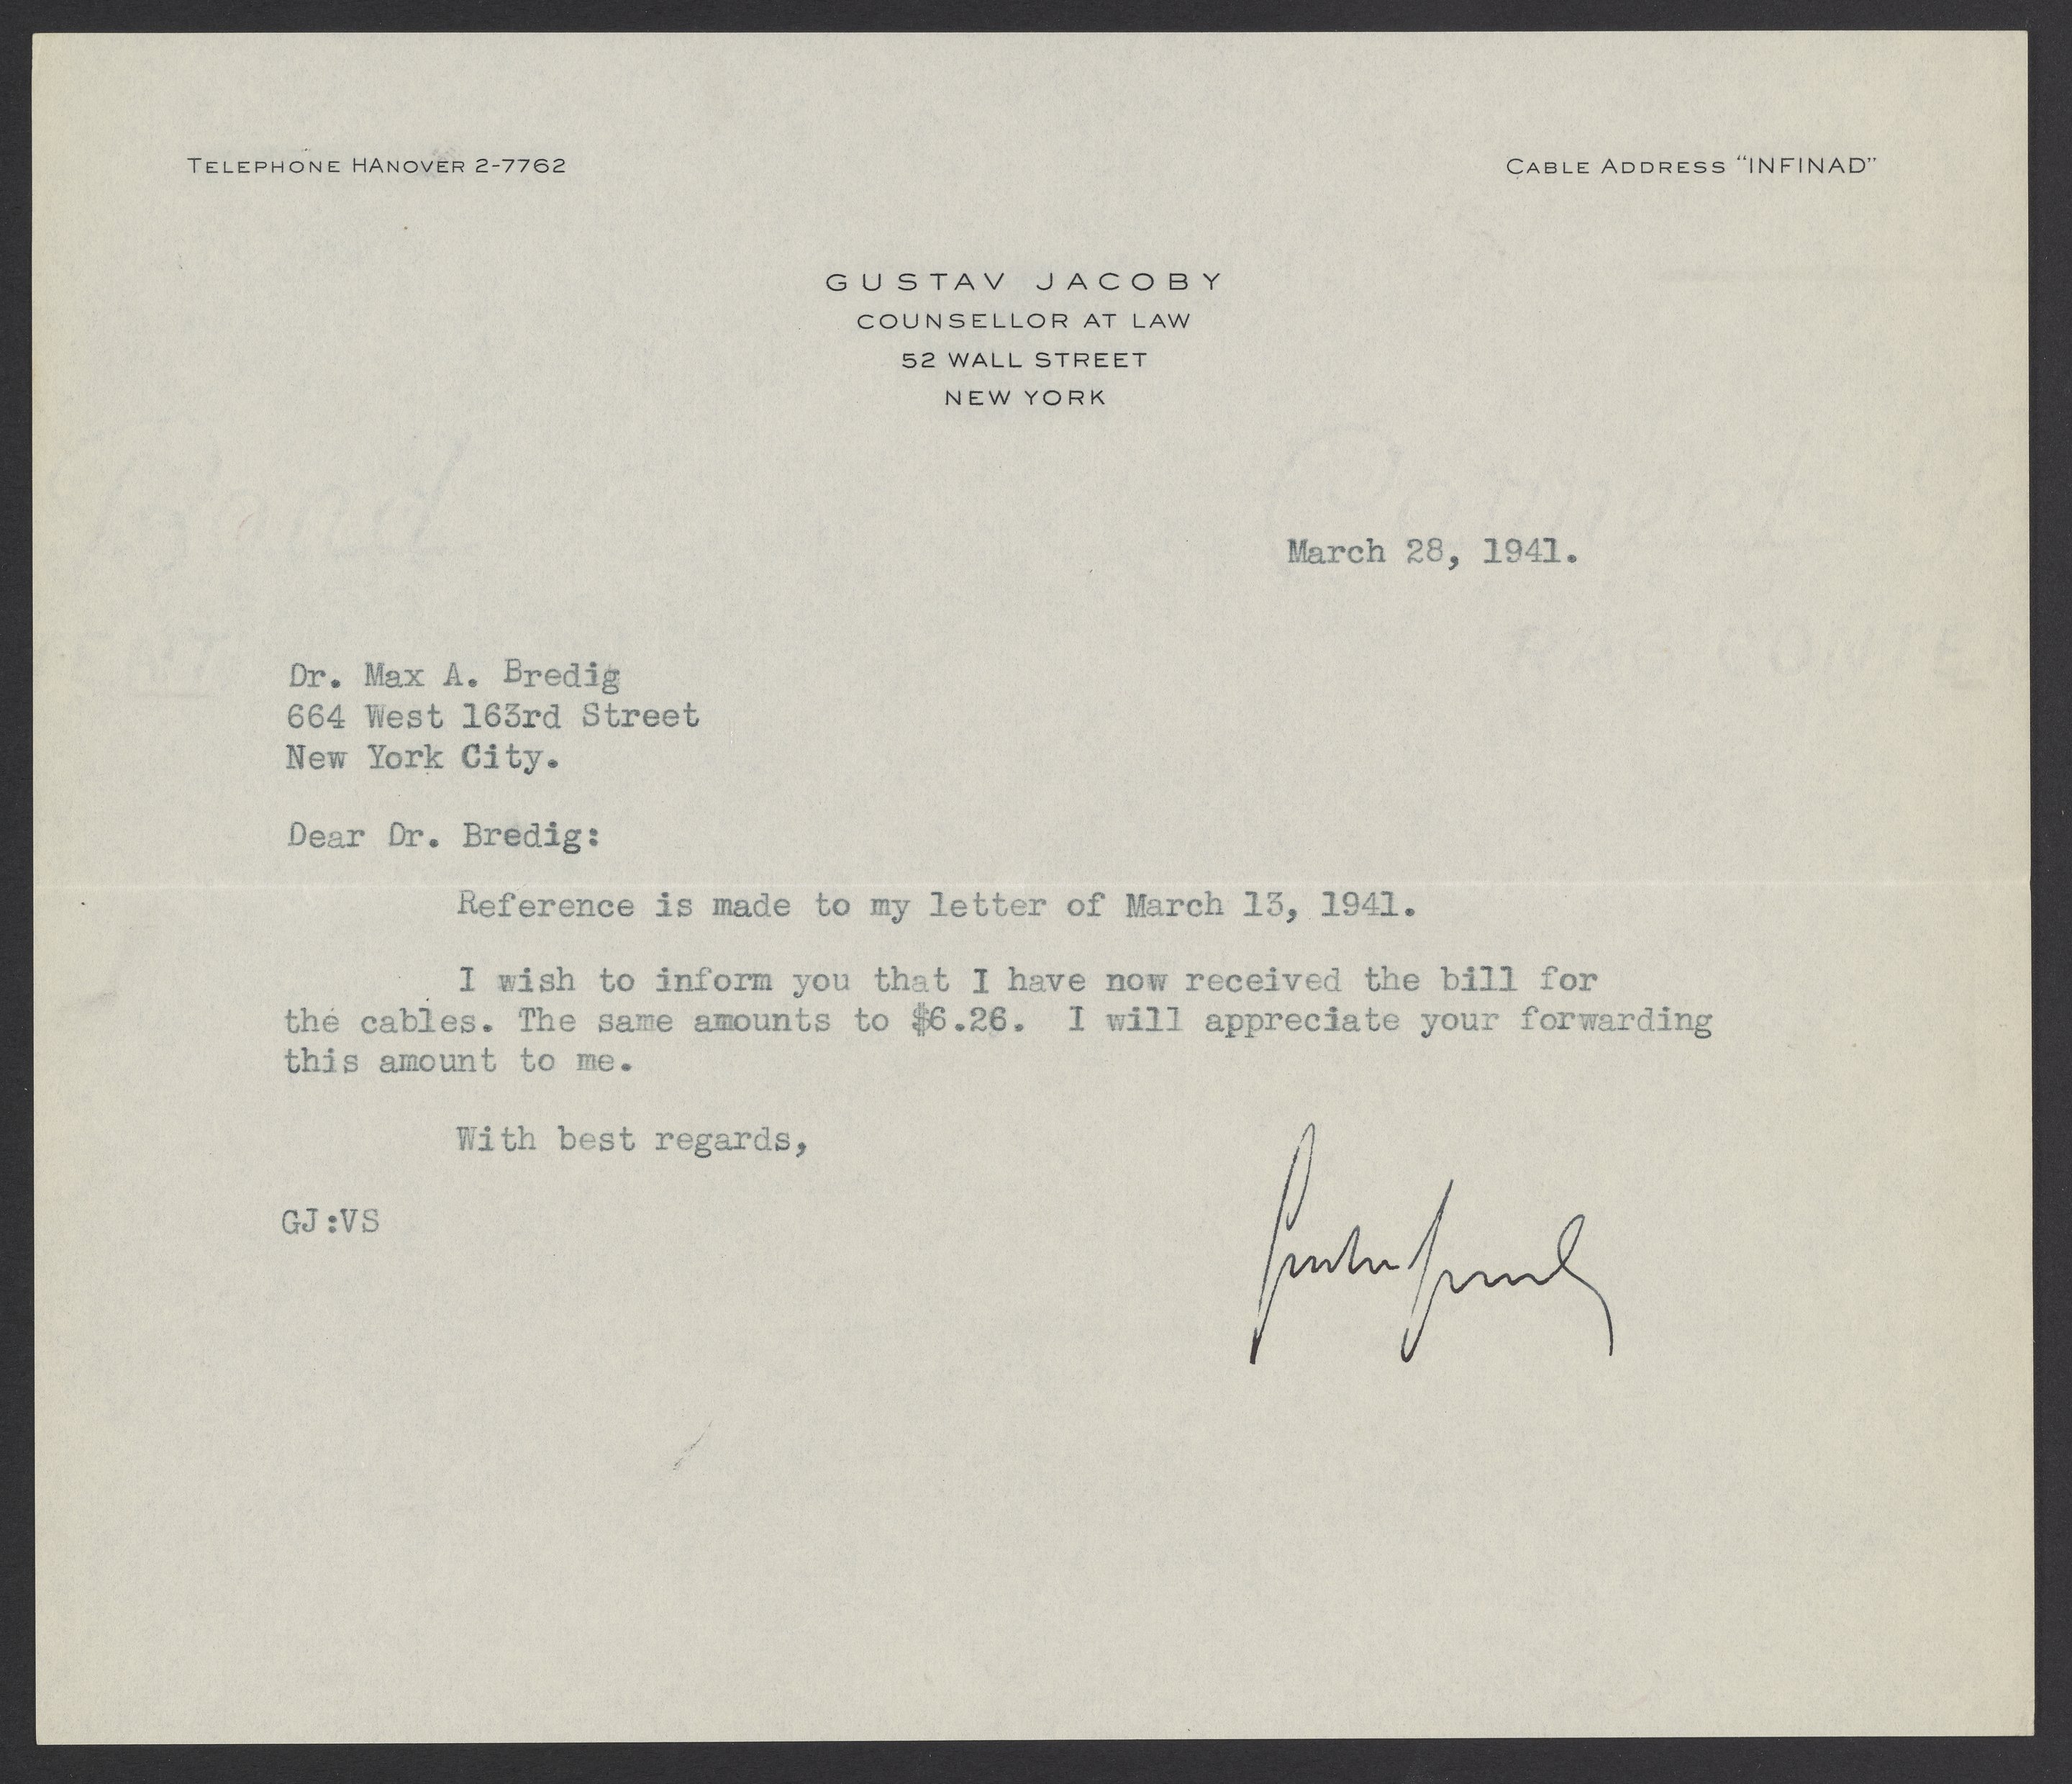 TELEPHONE HANOVER 2-7762
CABLE ADDRESS "INFINAD"
GUSTAV JACOBY
COUNSELLOR AT LAW
52 WALL STREET
NEW YORK
March 28, 1941.
Dr. Max A. Bredig
664 West 163rd Street
New York City.
Dear Dr. Bredig:
Reference is made to my letter of March 13, 1941.
I wish to inform you that I have now received the bill for
the cables. The same amounts to $6.26. I will appreciate your forwarding
this amount to me.
With best regards,
GJ:VS